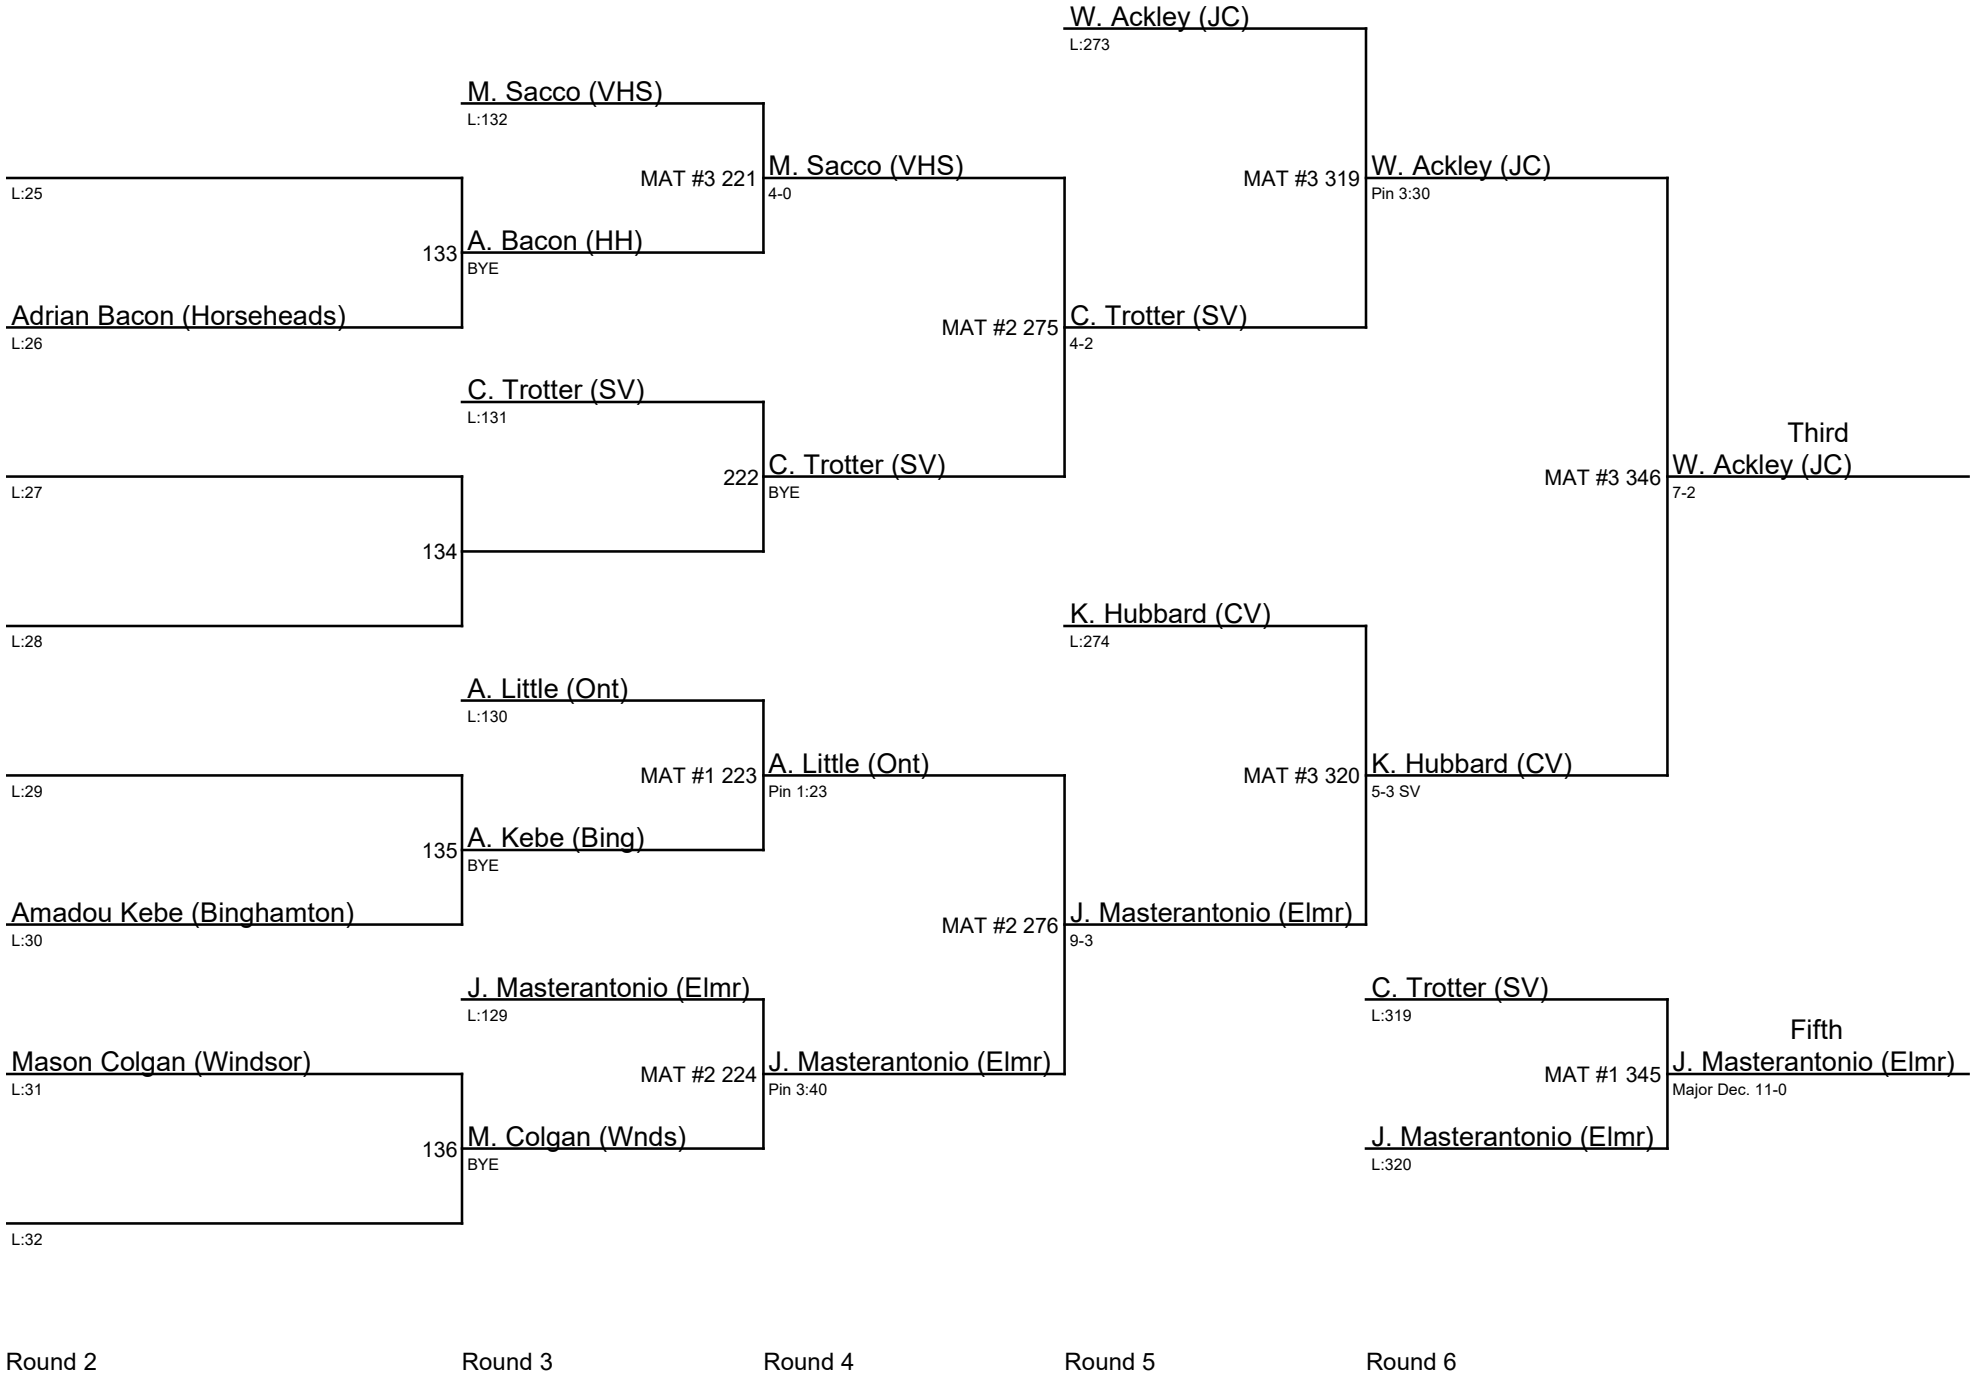 W. Ackley (JC)
L:273
M. Sacco (VHS)
L:132
MAT #3 221
M. Sacco (VHS)
4-0
MAT #3 319
W. Ackley (JC)
Pin 3:30
L:25
133
A. Bacon (HH)
BYE
Adrian Bacon (Horseheads)
L:26
MAT #2 275
C. Trotter (SV)
4-2
C. Trotter (SV)
L:131
Third
222
C. Trotter (SV)
BYE
MAT #3 346
W. Ackley (JC)
7-2
L:27
134
K. Hubbard (CV)
L:274
L:28
A. Little (Ont)
L:130
MAT #1 223
A. Little (Ont)
Pin 1:23
MAT #3 320
K. Hubbard (CV)
5-3 SV
L:29
135
A. Kebe (Bing)
BYE
Amadou Kebe (Binghamton)
L:30
MAT #2 276
J. Masterantonio (Elmr)
9-3
J. Masterantonio (Elmr)
L:129
C. Trotter (SV)
L:319
Fifth
Mason Colgan (Windsor)
L:31
MAT #2 224
J. Masterantonio (Elmr)
Pin 3:40
MAT #1 345
J. Masterantonio (Elmr)
Major Dec. 11-0
136
M. Colgan (Wnds)
BYE
J. Masterantonio (Elmr)
L:320
L:32
Round 2
Round 3
Round 4
Round 5
Round 6